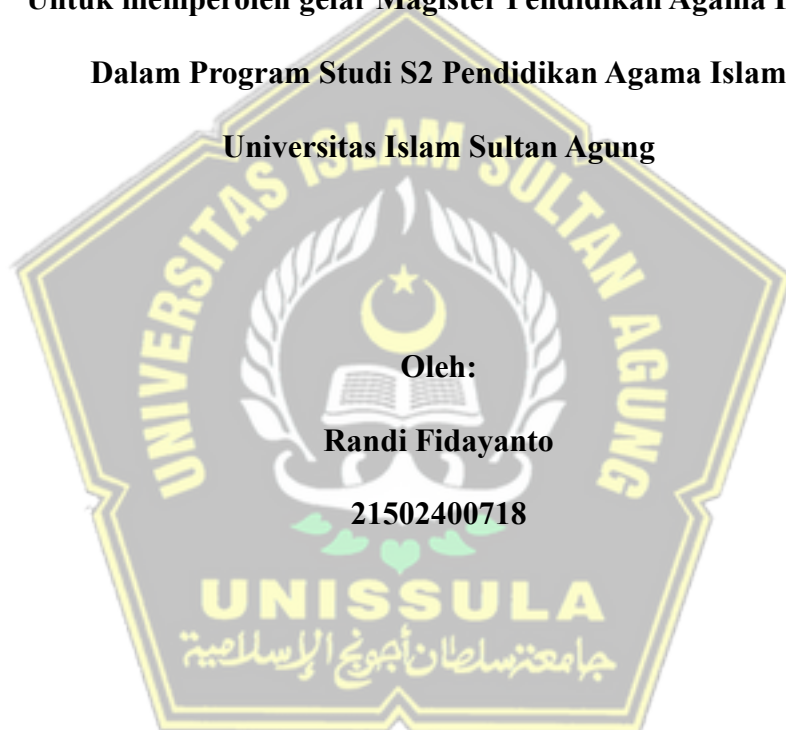 Untuk memperoleh gelar Magister Pendidikan Agama
Dalam Program Studi S2 Pendidikan Agama Islam
Universitas Islam Sultan Agung
UNIVERSITAS ISLAM SULTAN AGUNG
Oleh:
Randi Fidayanto
21502400718
UNISSULA
جامعة سلطان أجونج الإسلامية